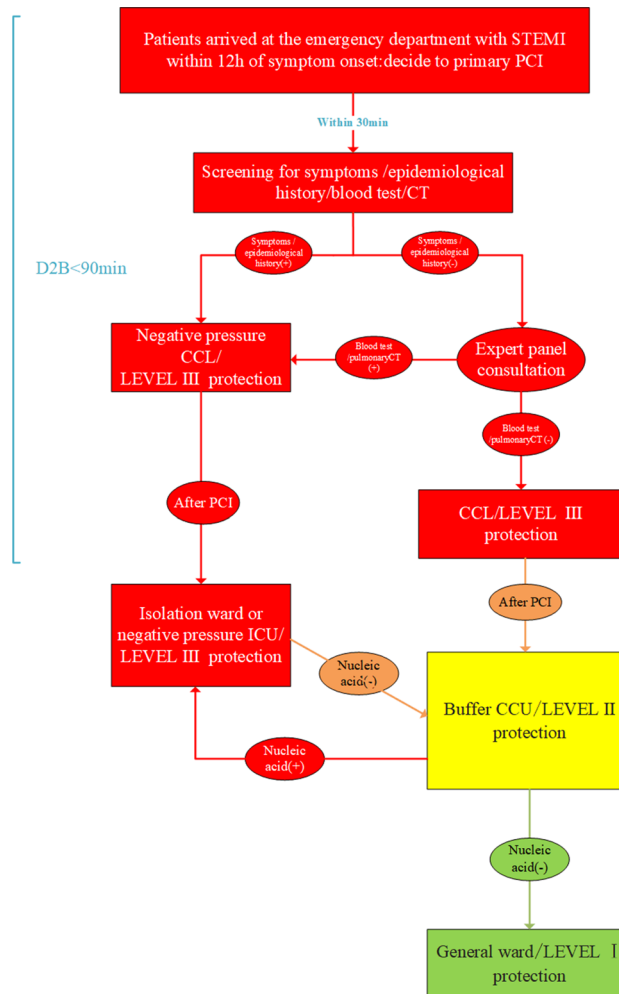 Patients arrived at the emergency department with STEMI
within 12h of symptom onset:decide to primary PCI
Within 30min
Screening for symptoms /epidemiological
history/blood test/CT
Symptoms /
epidemiological
history(+)
Symptoms /
epidemiological
history(-)
D2B<90min
Negative pressure
CCL/
LEVEL III protection
Blood test
/pulmonaryCT
(+)
Expert panel
consultation
Blood test
/pulmonaryCT(-)
After PCI
CCL/LEVEL III
protection
After PCI
Isolation ward or
negative pressure ICU/
LEVEL III protection
Nucleic
acid(-)
Buffer CCU/LEVEL II
protection
Nucleic
acid(+)
Nucleic
acid(-)
General ward/LEVEL I
protection